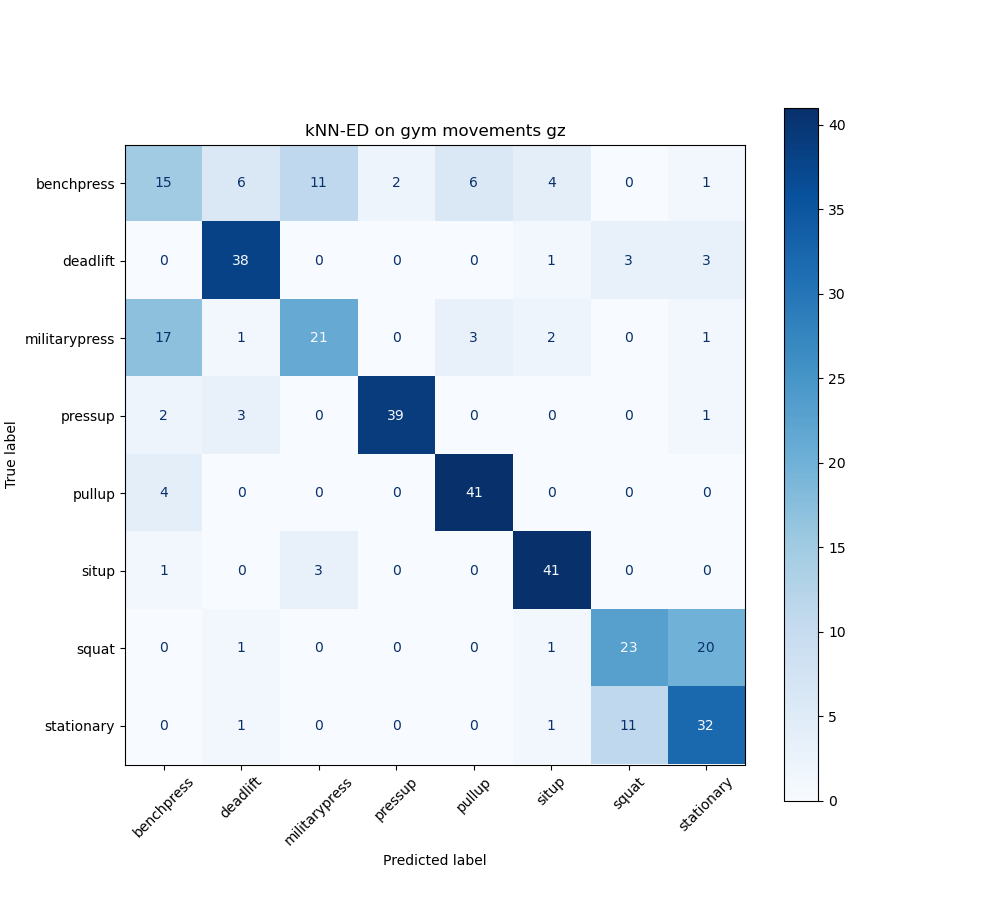 kNN-ED on gym movements gz
True label
benchpress 15 6 11 2 6 4 0 1
deadlift 0 38 0 0 0 1 3 3
militarypress 17 1 21 0 3 2 0 1
pressup 2 3 0 39 0 0 0 1
pullup 4 0 0 0 41 0 0 0
situp 1 0 3 0 0 41 0 0
squat 0 1 0 0 0 1 23 20
stationary 0 1 0 0 0 1 11 32
benchpress deadlift militarypress pressup pullup situp squat stationary
Predicted label
40
35
30
25
20
15
10
5
0